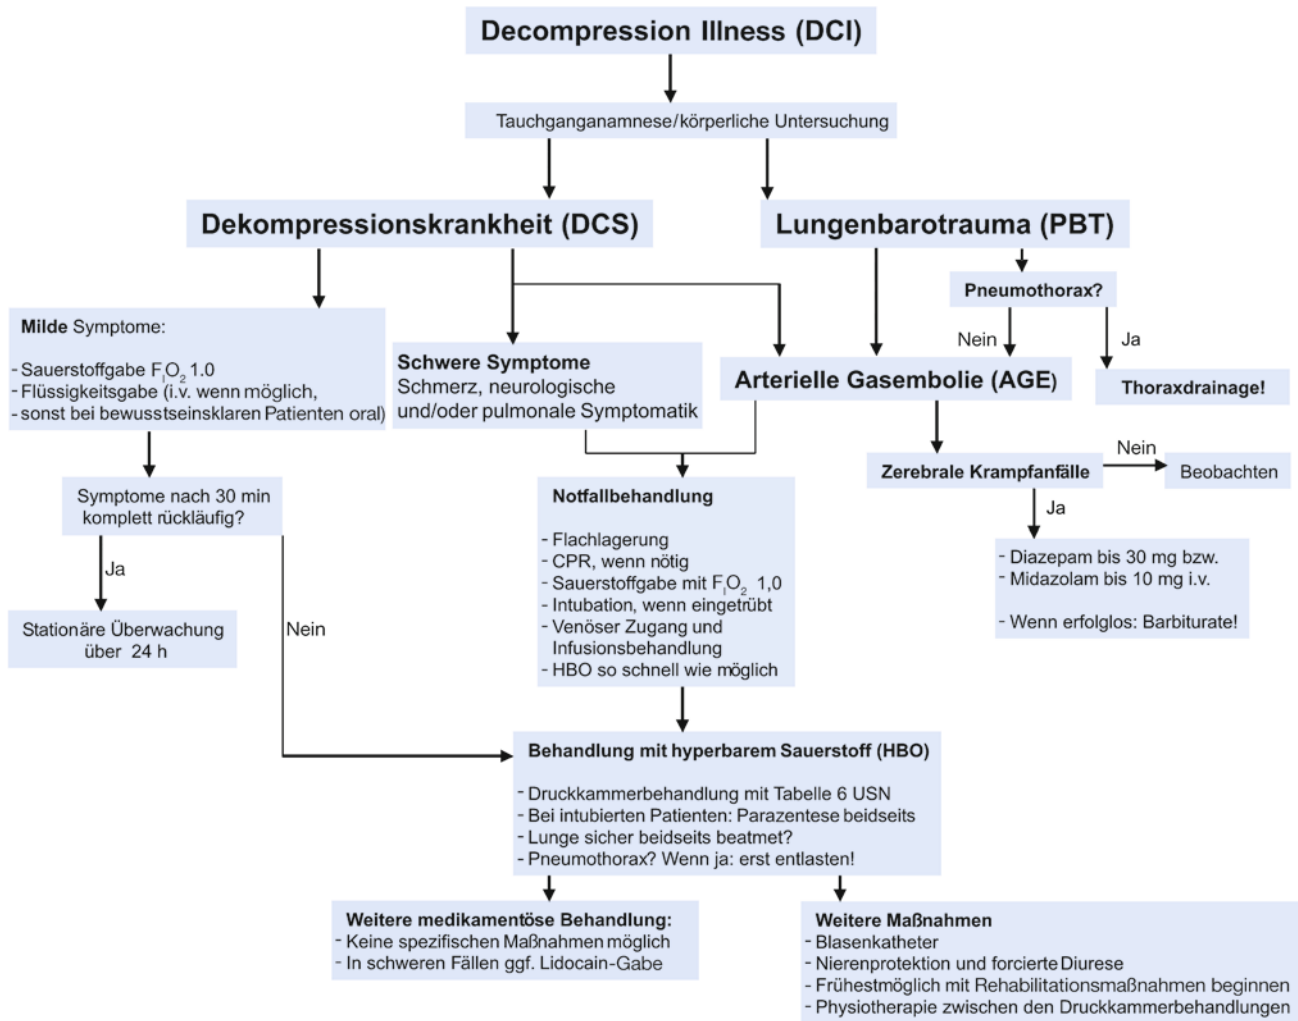 Decompression Illness (DCI)
Tauchganganamnese/körperliche Untersuchung
Dekompressionskrankheit (DCS)
Lungenbarotrauma (PBT)
Pneumothorax?
Nein
Ja
Thoraxdrainage!
Milde Symptome:
- Sauerstoffgabe FIO2 1.0
- Flüssigkeitsgabe (i.v. wenn möglich,
- sonst bei bewusstseinsklaren Patienten oral)
Schwere Symptome
Schmerz, neurologische
und/oder pulmonale Symptomatik
Arterielle Gasembolie (AGE)
Zerebrale Krampfanfälle
Nein
Beobachten
Ja
- Diazepam bis 30 mg bzw.
- Midazolam bis 10 mg i.v.
- Wenn erfolglos: Barbiturate!
Symptome nach 30 min
komplett rückläufig?
Ja
Nein
Stationäre Überwachung
über 24 h
Notfallbehandlung
- Flachlagerung
- CPR, wenn nötig
- Sauerstoffgabe mit FIO2 1,0
- Intubation, wenn eingetrübt
- Venöser Zugang und
Infusionsbehandlung
- HBO so schnell wie möglich
Behandlung mit hyperbarem Sauerstoff (HBO)
- Druckkammerbehandlung mit Tabelle 6 USN
- Bei intubierten Patienten: Parazentese beidseits
- Lunge sicher beidseits beatmet?
- Pneumothorax? Wenn ja: erst entlasten!
Weitere medikamentöse Behandlung:
- Keine spezifischen Maßnahmen möglich
- In schweren Fällen ggf. Lidocain-Gabe
Weitere Maßnahmen
- Blasenkatheter
- Nierenprotektion und forcierte Diurese
- Frühestmöglich mit Rehabilitationsmaßnahmen beginnen
- Physiotherapie zwischen den Druckkammerbehandlungen